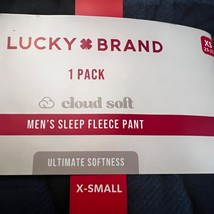 LUCKY BRAND
XS
1 PACK
cloud soft
MEN'S SLEEP FLEECE PANT
ULTIMATE SOFTNESS
X-SMALL